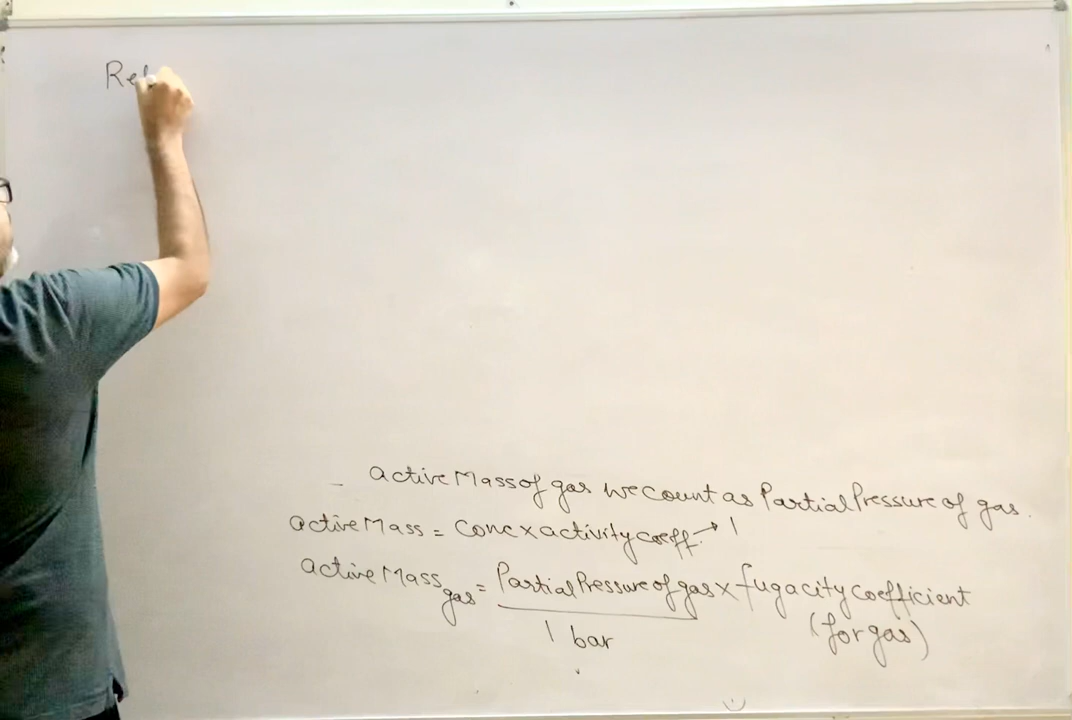 active Mass of gas we count as Partial Pressure of gas.
active Mass = conc x activity coeff. → 1
active Mass gas = Partial Pressure of gas x fugacity coefficient
1 bar (for gas)